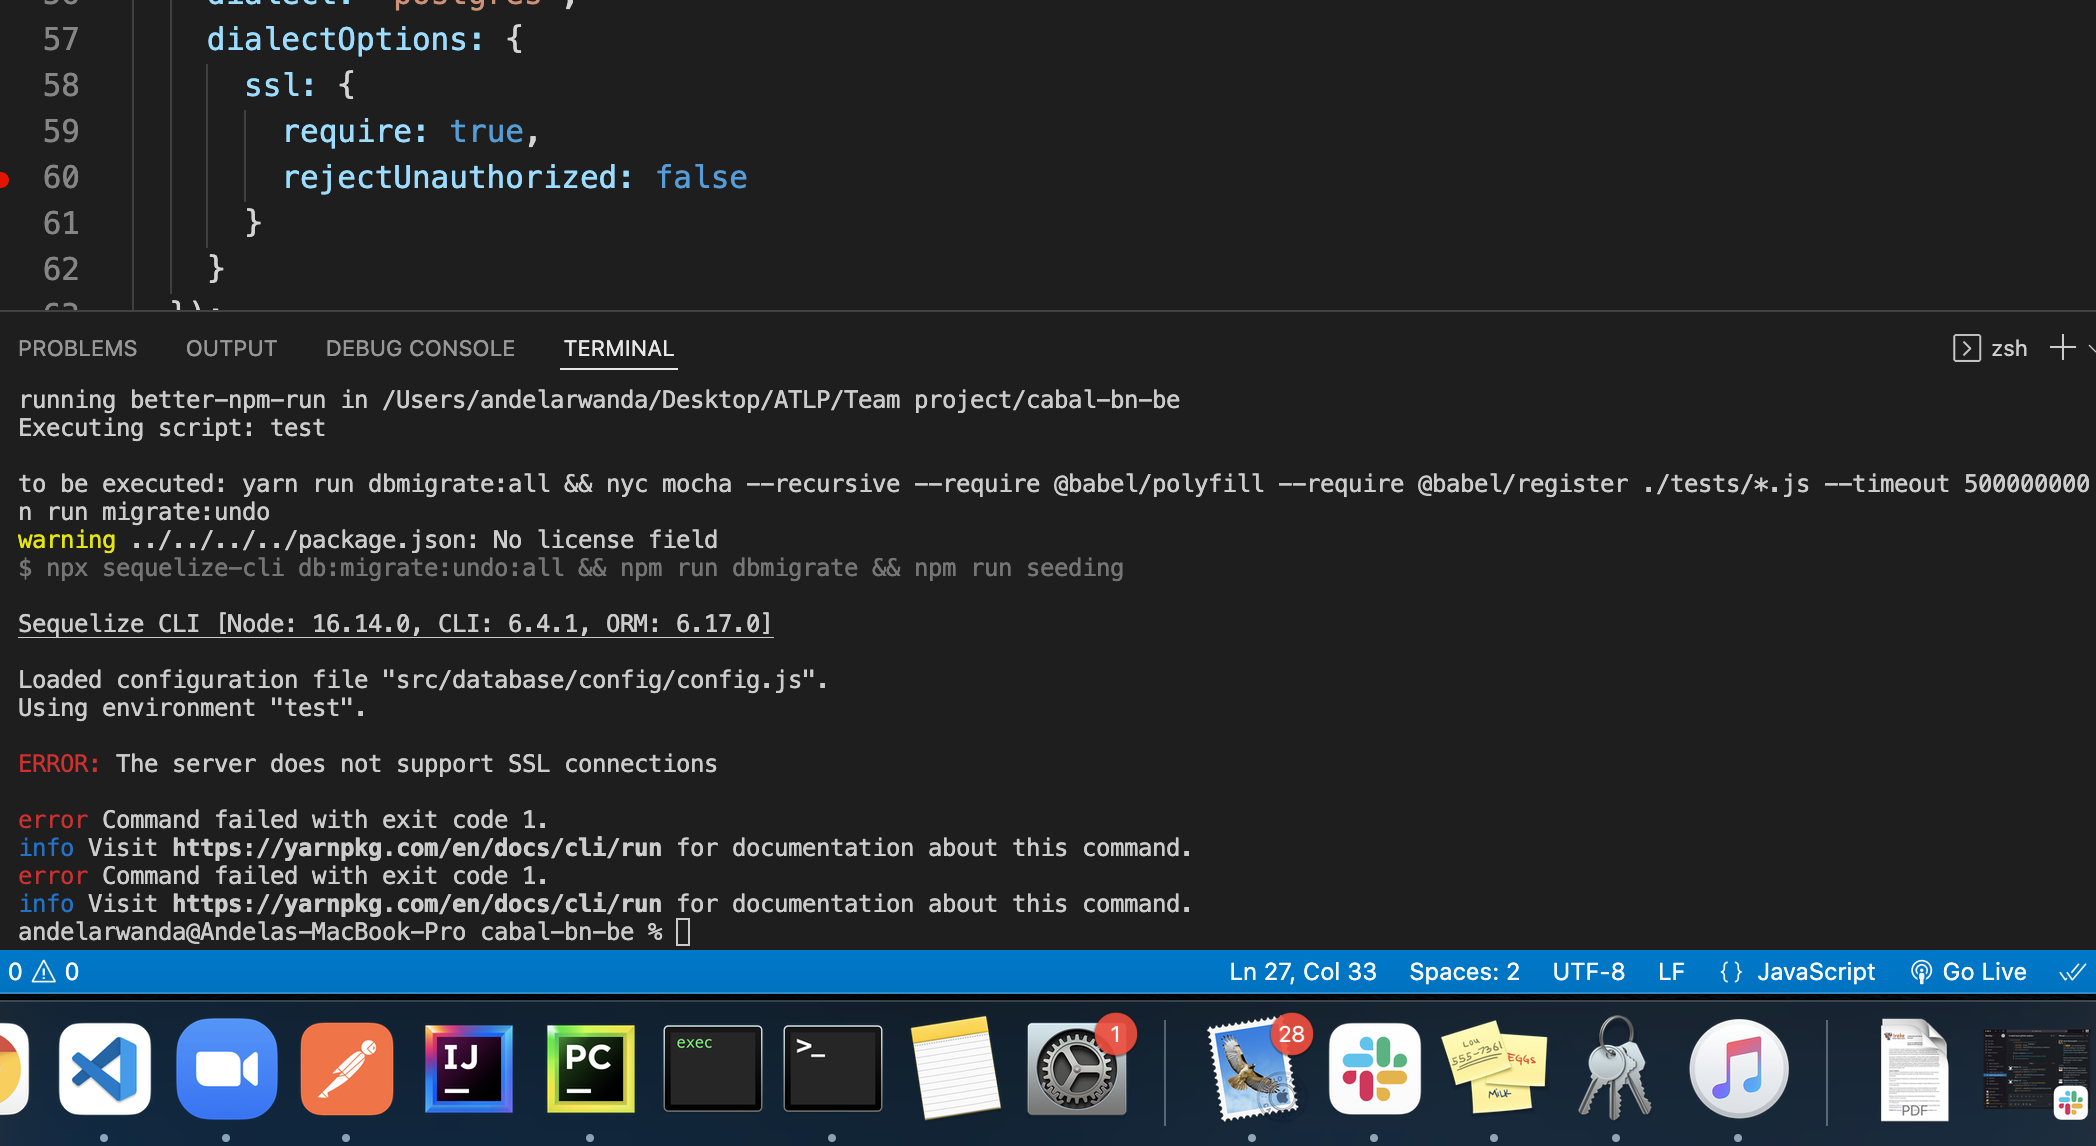 56 dialect: "postgres",
57 dialectOptions: {
58 ssl: {
59 require: true,
60 rejectUnauthorized: false
61 }
62 }
63 });
PROBLEMS OUTPUT DEBUG CONSOLE TERMINAL zsh
running better-npm-run in /Users/andelarwanda/Desktop/ATLP/Team project/cabal-bn-be
Executing script: test
to be executed: yarn run dbmigrate:all && nyc mocha --recursive --require @babel/polyfill --require @babel/register ./tests/*.js --timeout 500000000
n run migrate:undo
warning ../../../../package.json: No license field
$ npx sequelize-cli db:migrate:undo:all && npm run dbmigrate && npm run seeding
Sequelize CLI [Node: 16.14.0, CLI: 6.4.1, ORM: 6.17.0]
Loaded configuration file "src/database/config/config.js".
Using environment "test".
ERROR: The server does not support SSL connections
error Command failed with exit code 1.
info Visit https://yarnpkg.com/en/docs/cli/run for documentation about this command.
error Command failed with exit code 1.
info Visit https://yarnpkg.com/en/docs/cli/run for documentation about this command.
andelarwanda@Andelas-MacBook-Pro cabal-bn-be %
0 0 Ln 27, Col 33 Spaces: 2 UTF-8 LF {} JavaScript Go Live
IJ
PC
exec
>_
1
28
Lou
555-7361
EGGS
MILK
PDF